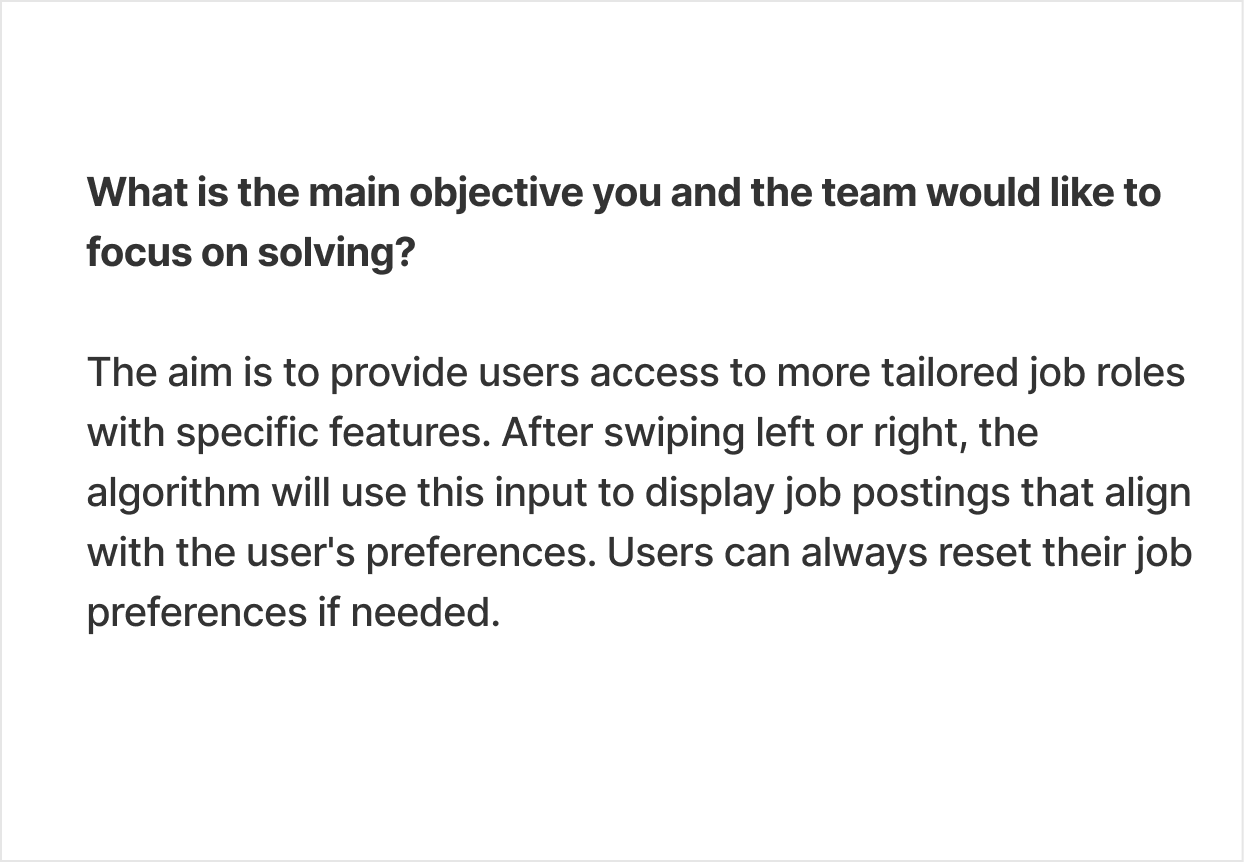 What is the main objective you and the team would like to
focus on solving?
The aim is to provide users access to more tailored job roles
with specific features. After swiping left or right, the
algorithm will use this input to display job postings that align
with the user's preferences. Users can always reset their job
preferences if needed.